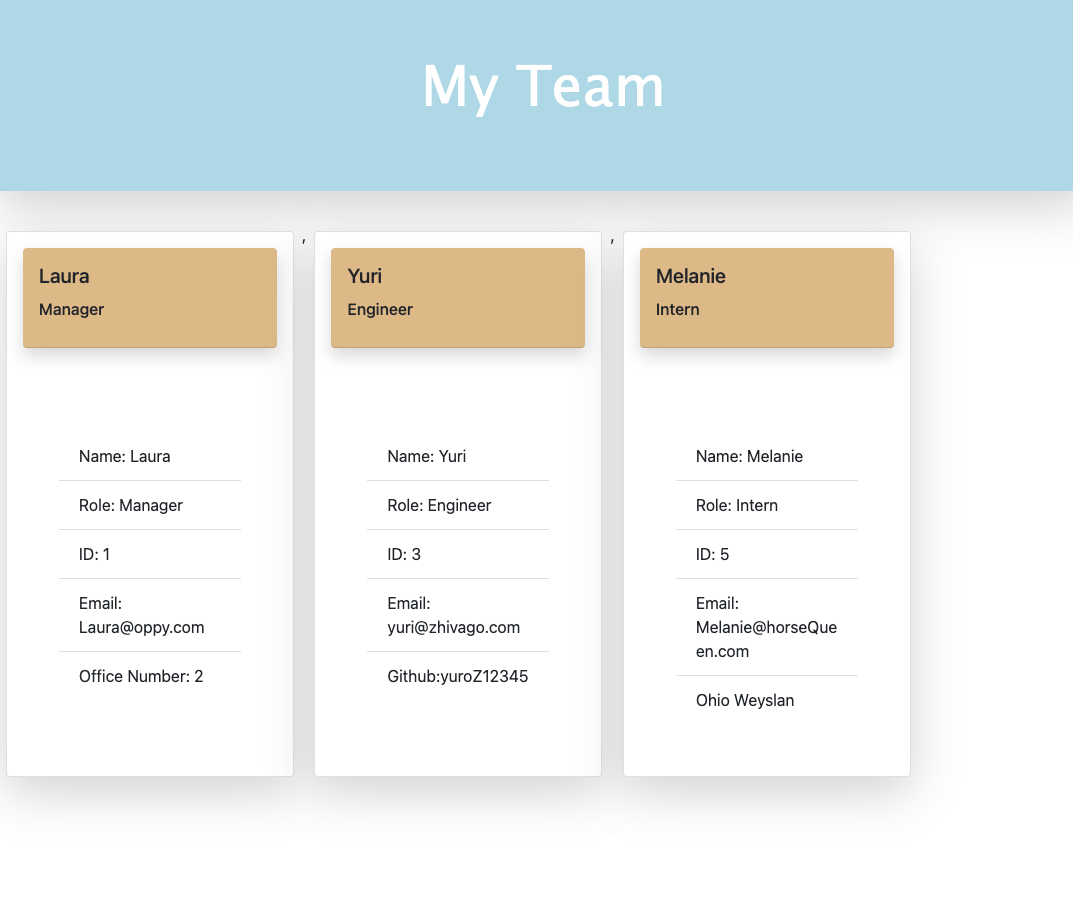 My Team
Laura
Manager
Name: Laura
Role: Manager
ID: 1
Email:
Laura@oppy.com
Office Number: 2
,
Yuri
Engineer
Name: Yuri
Role: Engineer
ID: 3
Email:
yuri@zhivago.com
Github:yuroZ12345
,
Melanie
Intern
Name: Melanie
Role: Intern
ID: 5
Email:
Melanie@horseQue
en.com
Ohio Weyslan